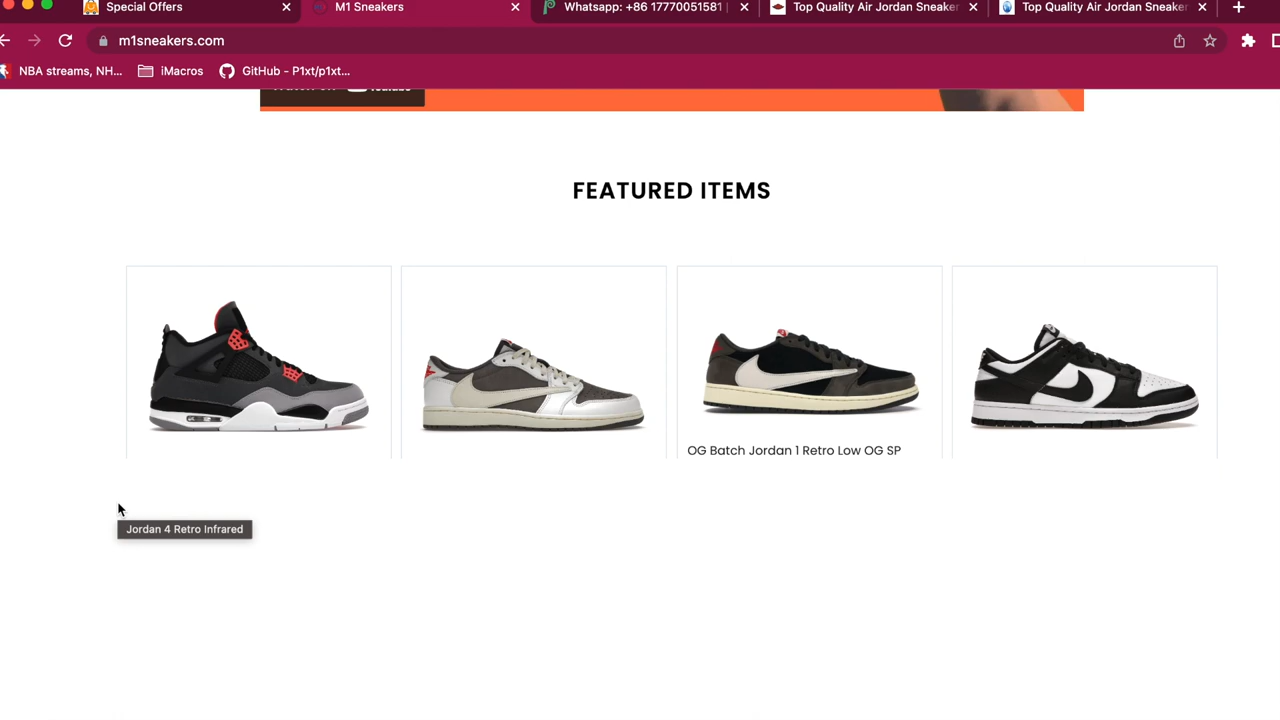 Special Offers
M1 Sneakers
Whatsapp: +86 17770051581
Top Quality Air Jordan Sneaker
Top Quality Air Jordan Sneaker
m1sneakers.com
NBA streams, NH...
iMacros
GitHub - P1xt/p1xt...
FEATURED ITEMS
OG Batch Jordan 1 Retro Low OG SP
Jordan 4 Retro Infrared